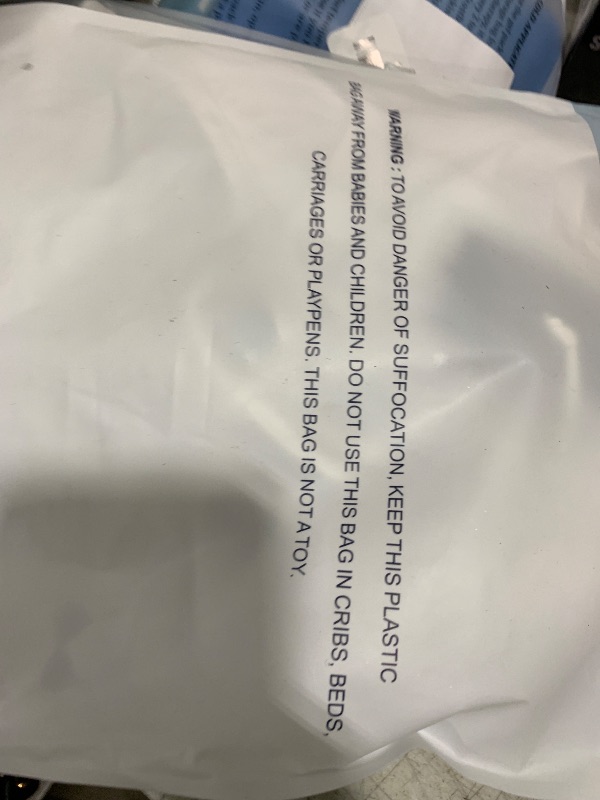 WARNING : TO AVOID DANGER OF SUFFOCATION, KEEP THIS PLASTIC
BAG AWAY FROM BABIES AND CHILDREN. DO NOT USE THIS BAG IN CRIBS, BEDS,
CARRIAGES OR PLAYPENS. THIS BAG IS NOT A TOY.